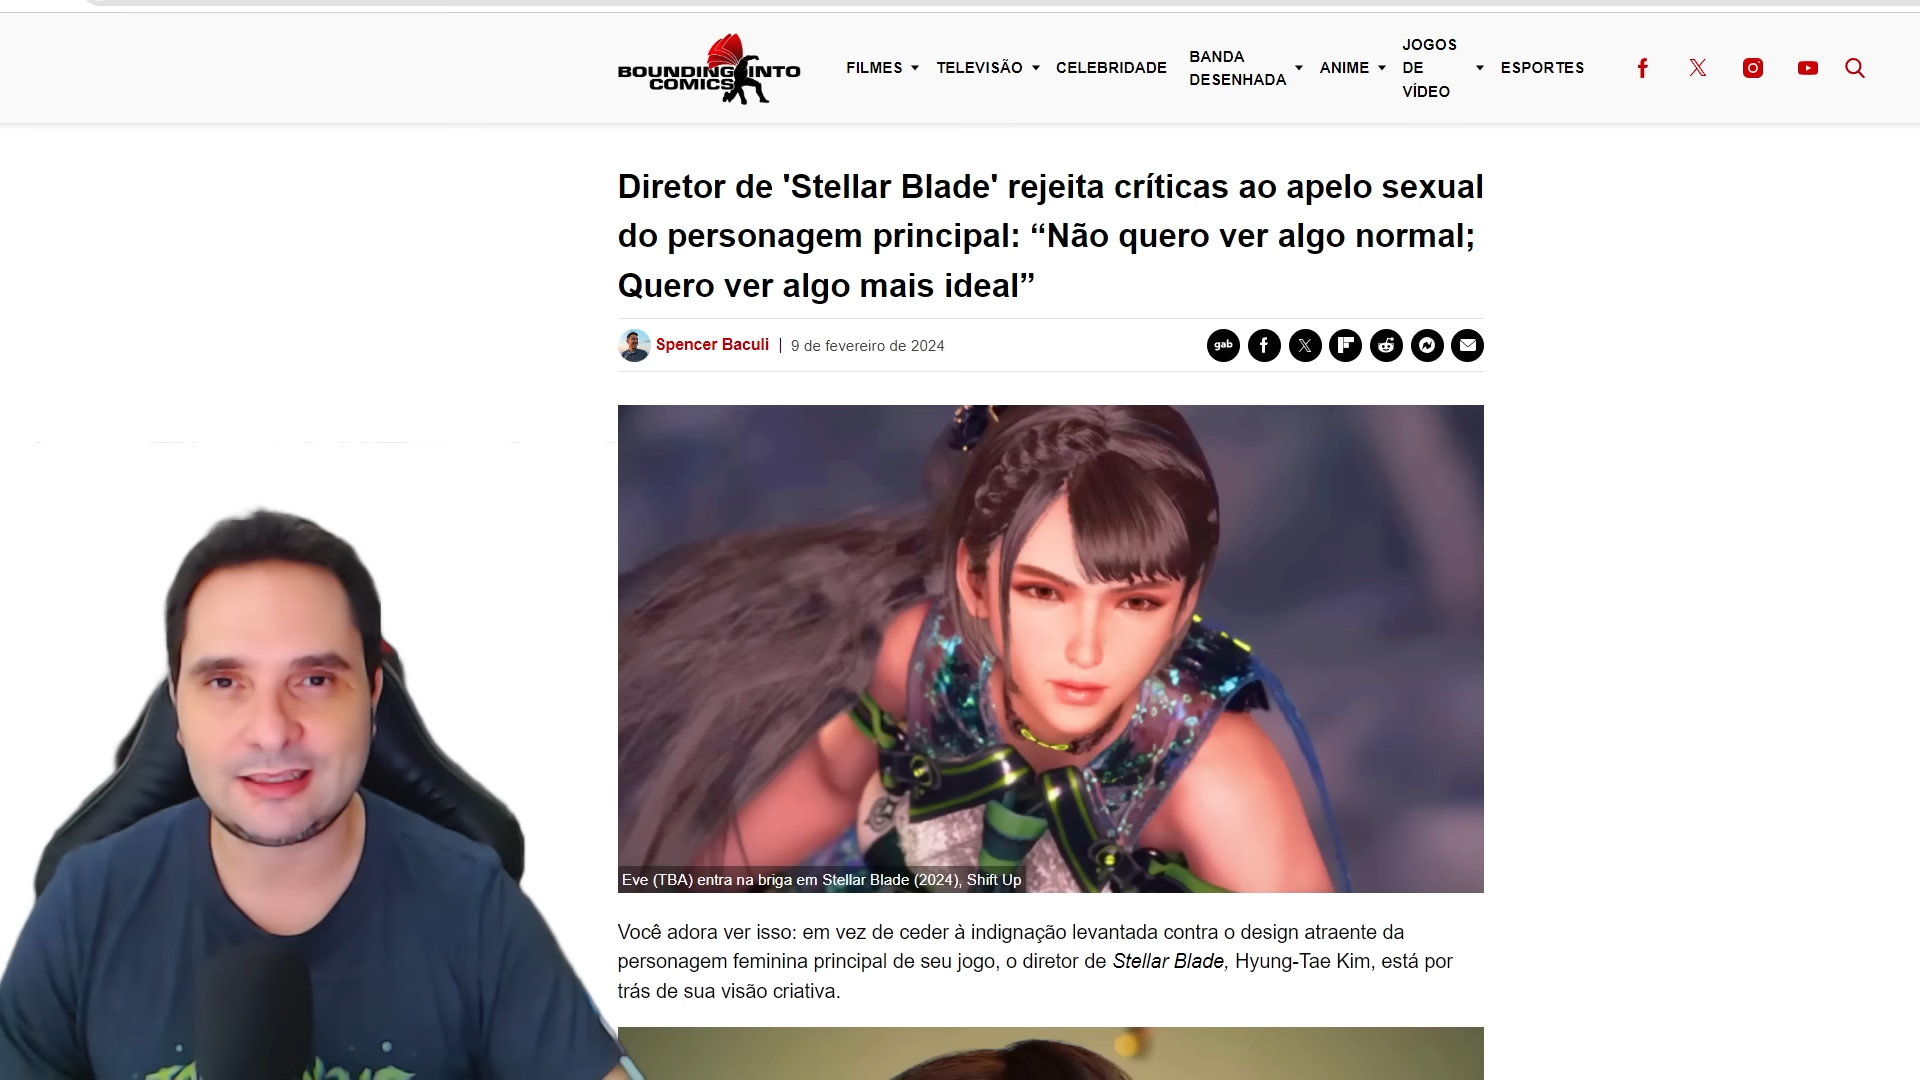 BOUNDING INTO
COMICS
FILMES
TELEVISÃO
CELEBRIDADE
BANDA
DESENHADA
ANIME
JOGOS
DE
VÍDEO
ESPORTES
Diretor de 'Stellar Blade' rejeita críticas ao apelo sexual
do personagem principal: “Não quero ver algo normal;
Quero ver algo mais ideal”
Spencer Baculi | 9 de fevereiro de 2024
gab
Eve (TBA) entra na briga em Stellar Blade (2024), Shift Up
Você adora ver isso: em vez de ceder à indignação levantada contra o design atraente da
personagem feminina principal de seu jogo, o diretor de Stellar Blade, Hyung-Tae Kim, está por
trás de sua visão criativa.